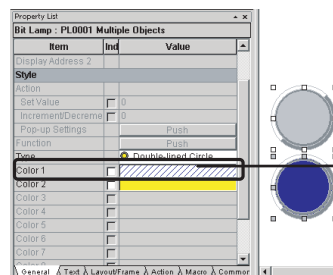 Property List
Bit Lamp : PL0001 Multiple Objects
Item Ind Value
Display Address 2
Style
Action
Set Value 0
Increment/Decreme 0
Pop-up Settings Push
Function Push
Type Double-lined Circle
Color 1
Color 2
Color 3
Color 4
Color 5
Color 6
Color 7
General Text Layout/Frame Action Macro Common